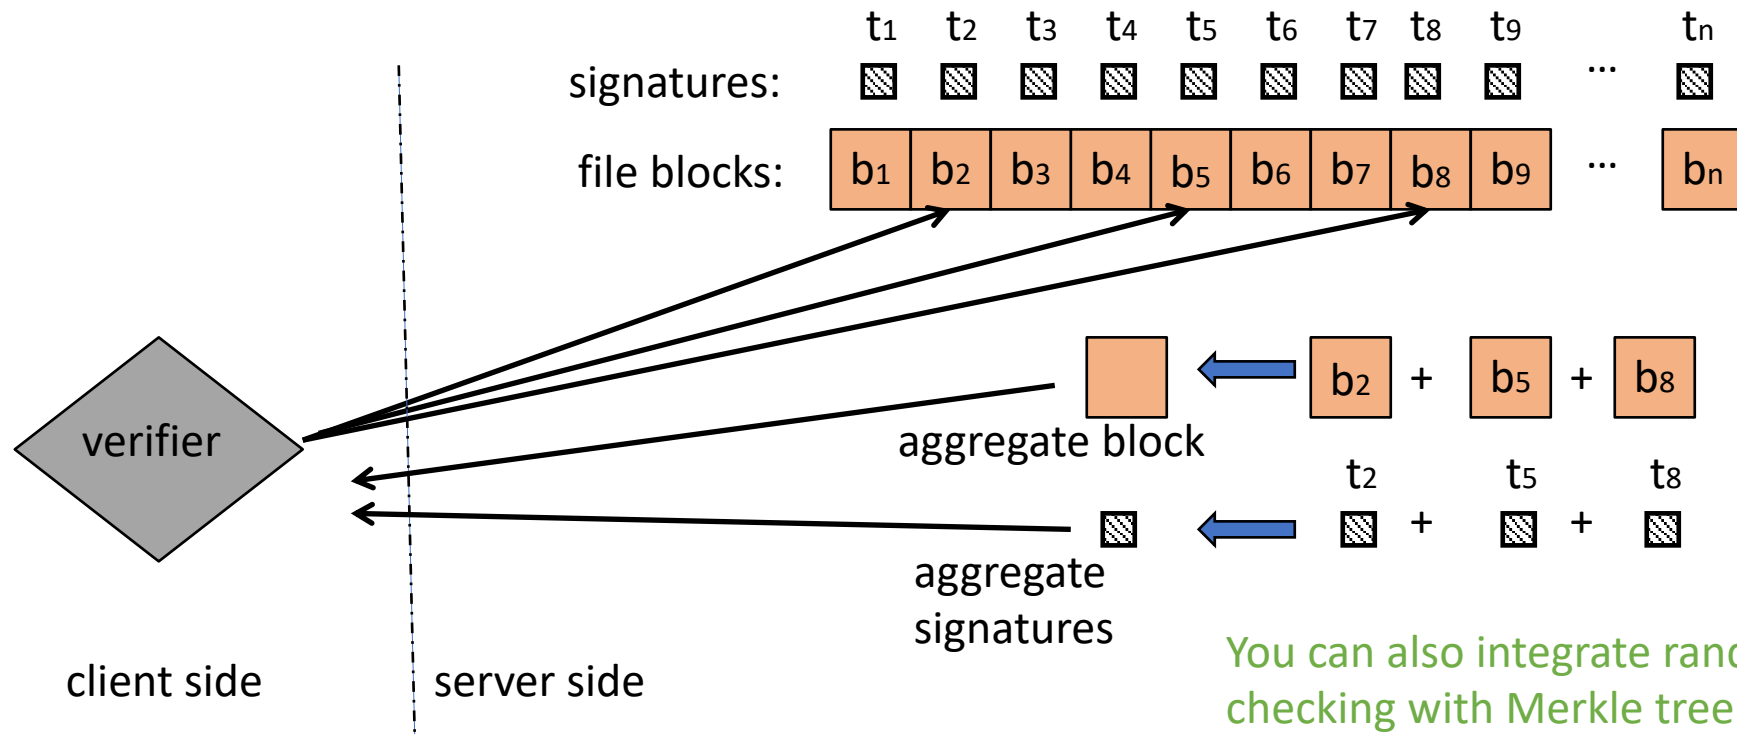 t1 t2 t3 t4 t5 t6 t7 t8 t9 tn
signatures: ...
file blocks: b1 b2 b3 b4 b5 b6 b7 b8 b9 ... bn
b2 + b5 + b8
verifier
aggregate block
t2 t5 t8
+ +
aggregate
signatures
You can also integrate
client side server side
checking with Merkle tree